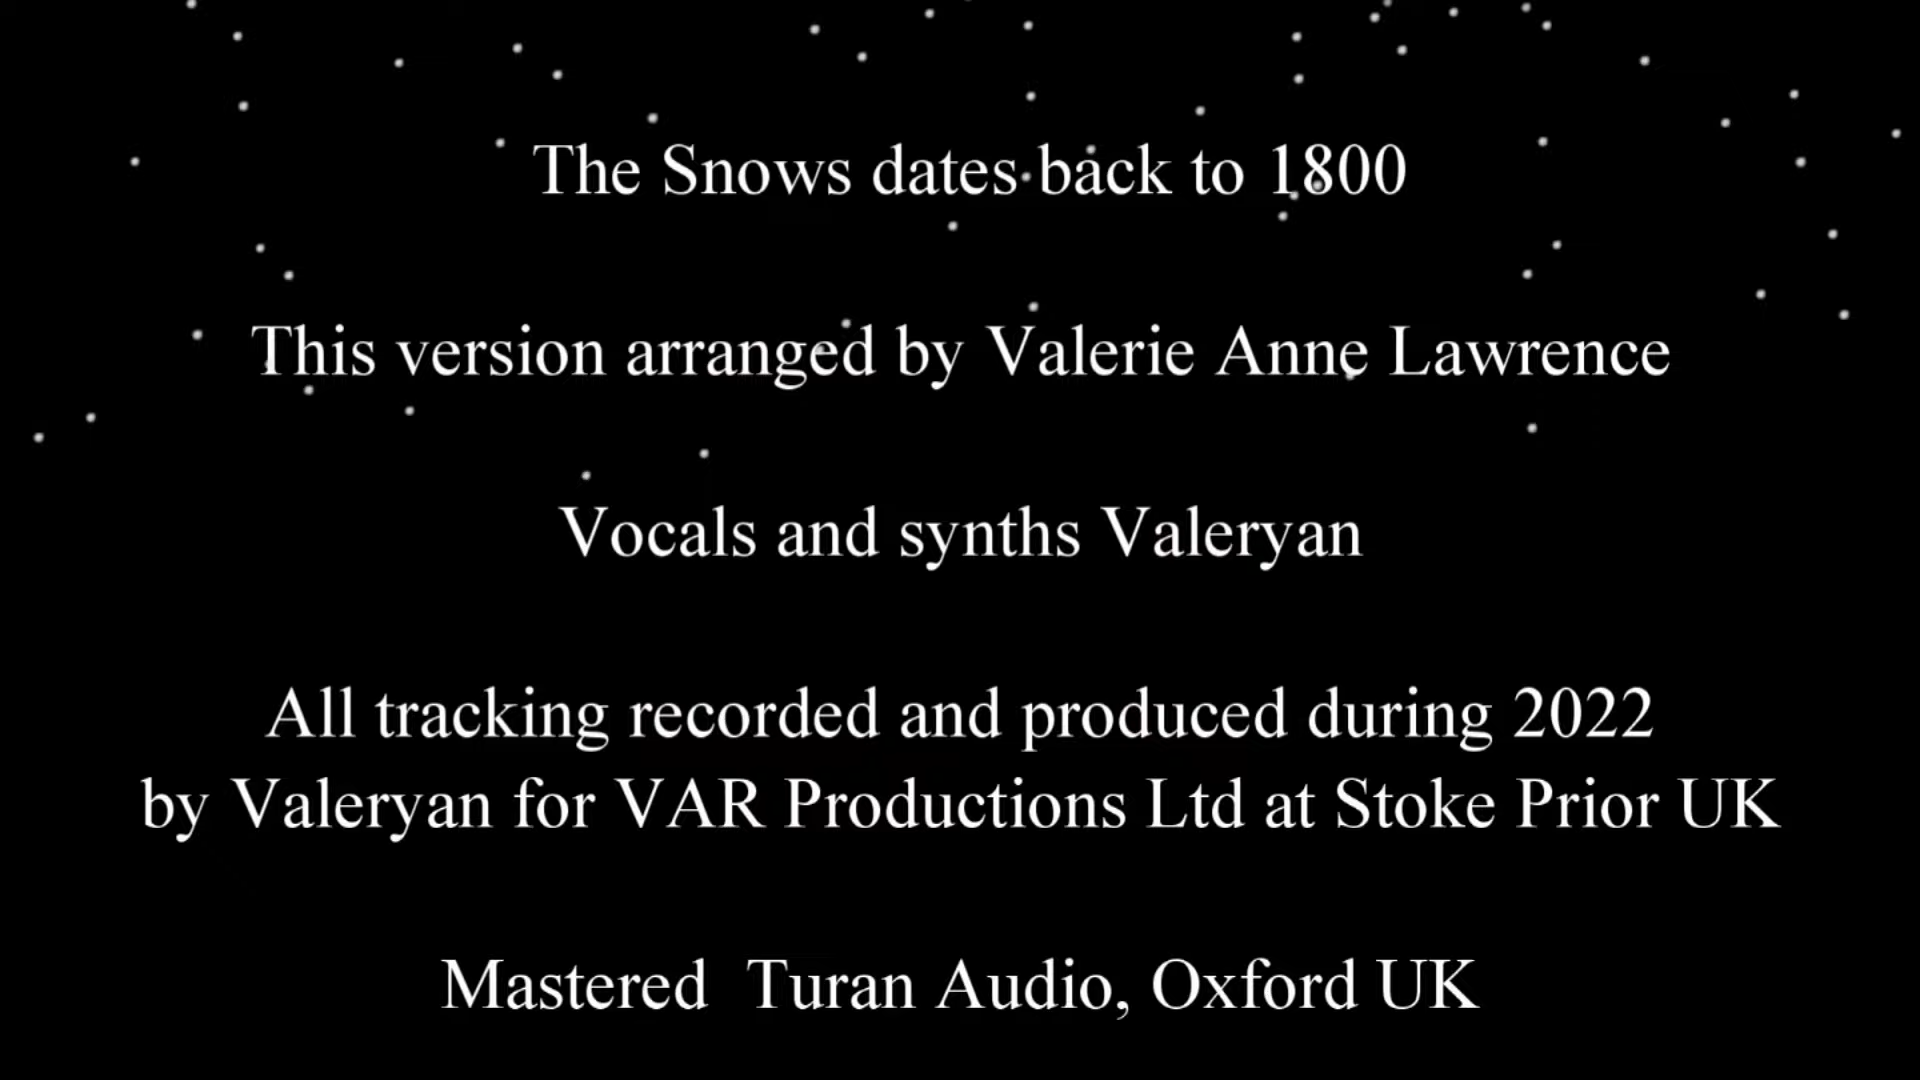 The Snows dates back to 1800
This version arranged by Valerie Anne Lawrence
Vocals and synths Valeryan
All tracking recorded and produced during 2022
by Valeryan for VAR Productions Ltd at Stoke Prior UK
Mastered  Turan Audio, Oxford UK